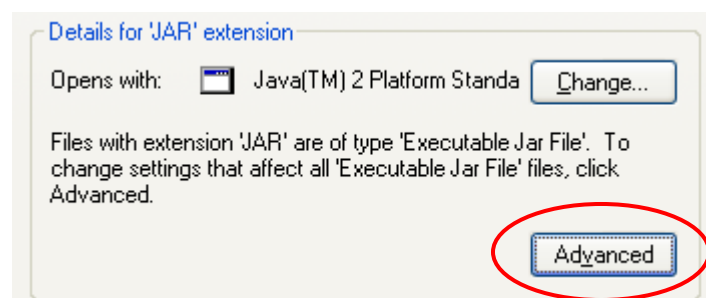 Details for 'JAR' extension
Opens with: Java(TM) 2 Platform Standa Change...
Files with extension 'JAR' are of type 'Executable Jar File'. To
change settings that affect all 'Executable Jar File' files, click
Advanced.
Advanced